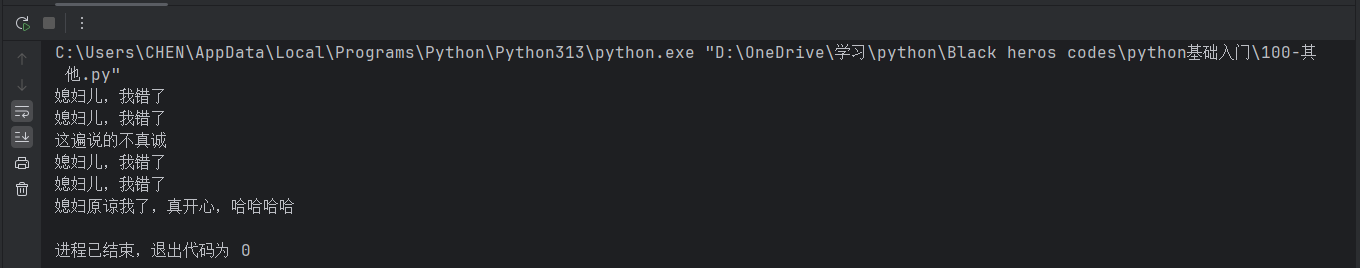 C:\Users\CHEN\AppData\Local\Programs\Python\Python313\python.exe "D:\OneDrive\学习\python\Black heros codes\python基础入门\100-其
他.py"
媳妇儿，我错了
媳妇儿，我错了
这遍说的不真诚
媳妇儿，我错了
媳妇儿，我错了
媳妇原谅我了，真开心，哈哈哈哈
进程已结束，退出代码为 0